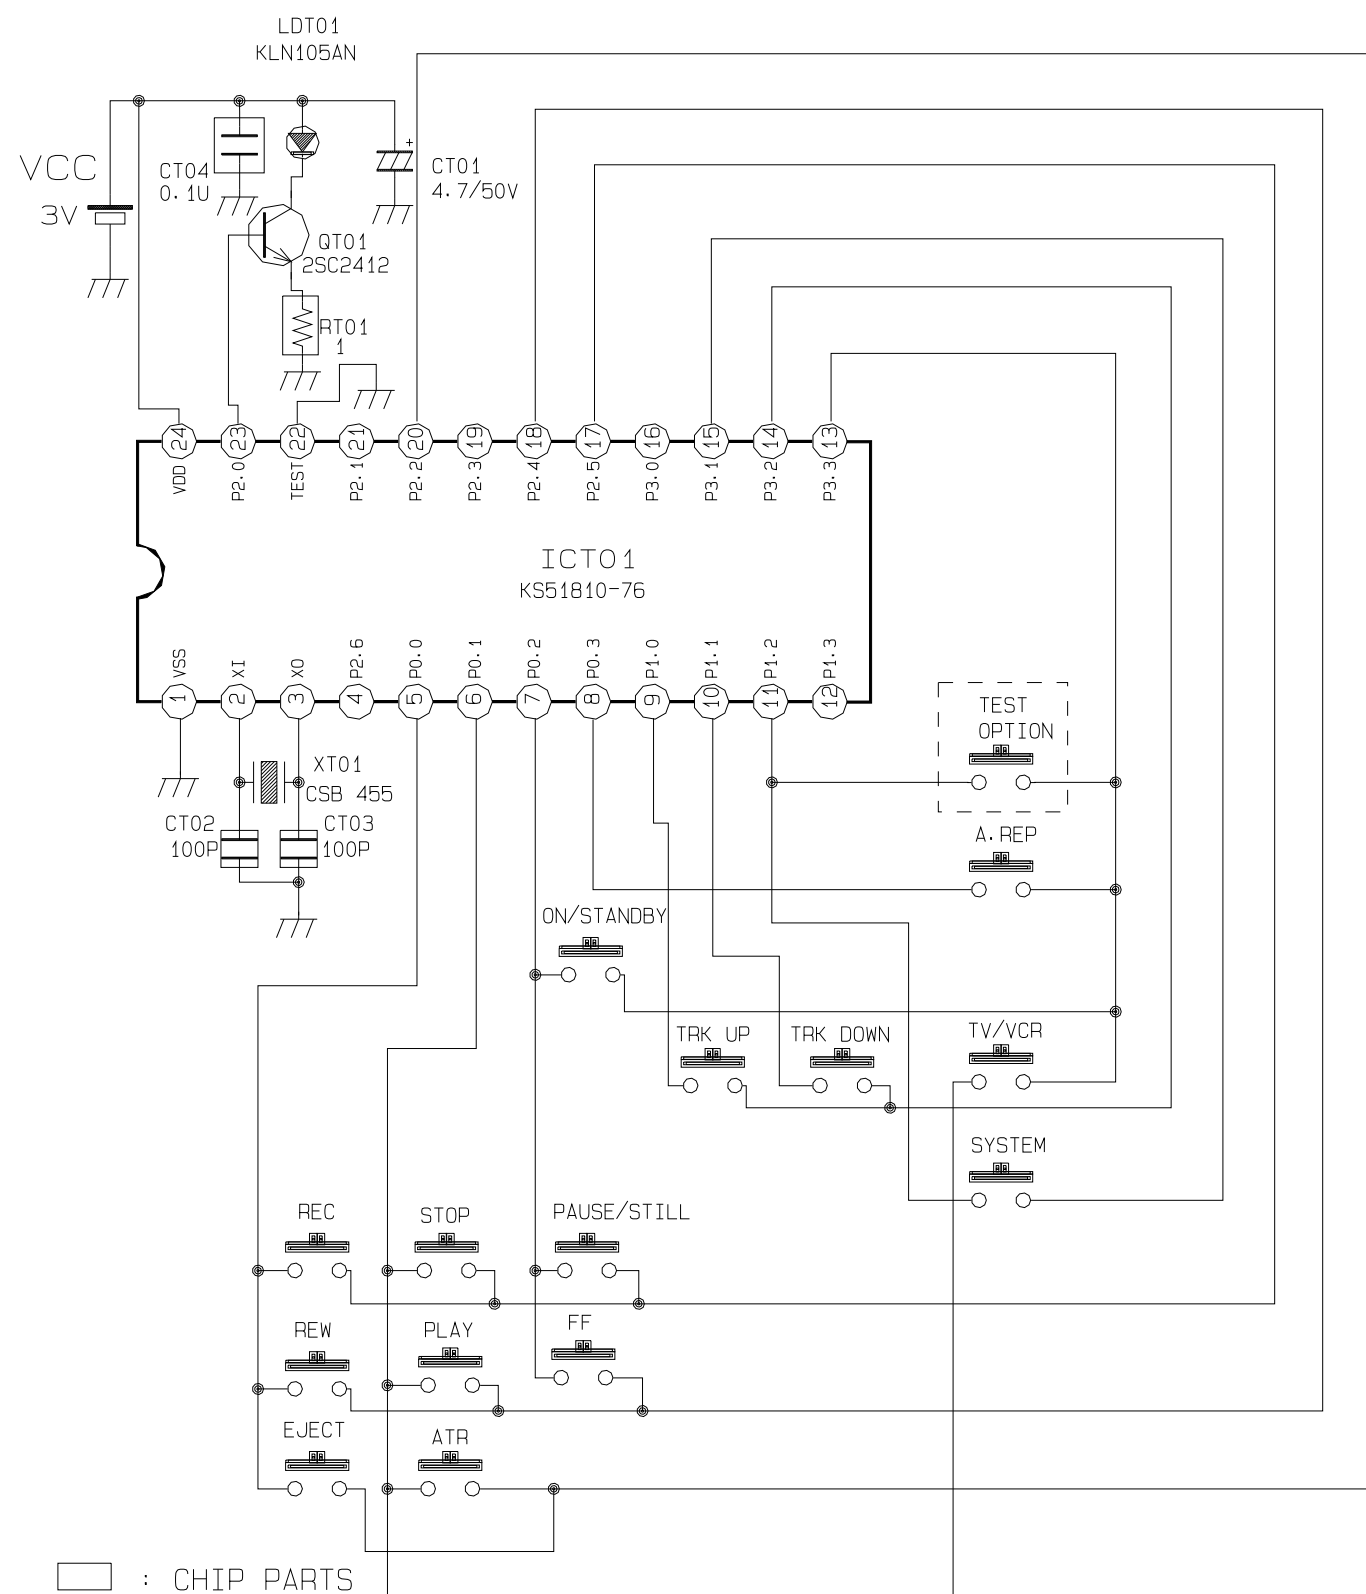 LDT01
KLN105AN
VCC
3V
CT04
0.1U
+
CT01
4.7/50V
QT01
2SC2412
RT01
1
24 23 22 21 20 19 18 17 16 15 14 13
VDD P2.0 TEST P2.1 P2.2 P2.3 P2.4 P2.5 P3.0 P3.1 P3.2 P3.3
ICT01
KS51810-76
VSS XI XO P2.6 P0.0 P0.1 P0.2 P0.3 P1.0 P1.1 P1.2 P1.3
1 2 3 4 5 6 7 8 9 10 11 12
TEST
OPTION
XT01
CSB 455
CT02
100P
CT03
100P
A.REP
ON/STANDBY
TRK UP
TRK DOWN
TV/VCR
SYSTEM
REC
STOP
PAUSE/STILL
REW
PLAY
FF
EJECT
ATR
: CHIP PARTS